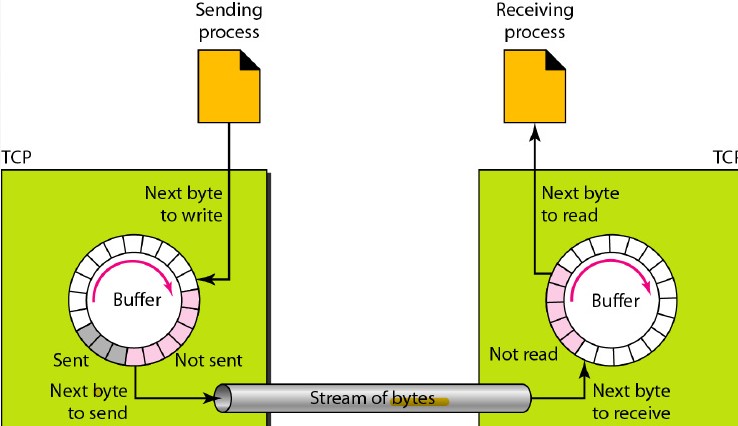 Sending
process
Receiving
process
TCP
TCP
Next byte
to write
Next byte
to read
Buffer
Buffer
Sent
Not sent
Not read
Next byte
to send
Stream of bytes
Next byte
to receive